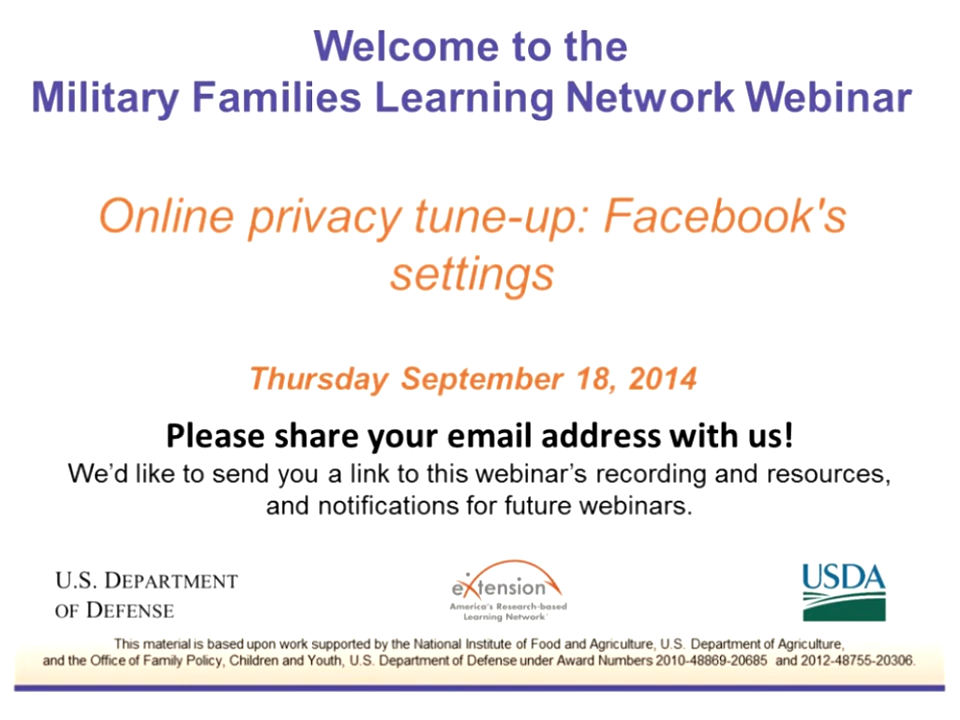 Welcome to the
Military Families Learning Network Webinar
Online privacy tune-up: Facebook's
settings
Thursday September 18, 2014
Please share your email address with us!
We'd like to send you a link to this webinar's recording and resources,
and notifications for future webinars.
U.S. DEPARTMENT
OF DEFENSE
eXtension
America's Research-based
Learning Network
USDA
This material is based upon work supported by the National Institute of Food and Agriculture, U.S. Department of Agriculture,
and the Office of Family Policy, Children and Youth, U.S. Department of Defense under Award Numbers 2010-48869-20685 and 2012-48755-20306.